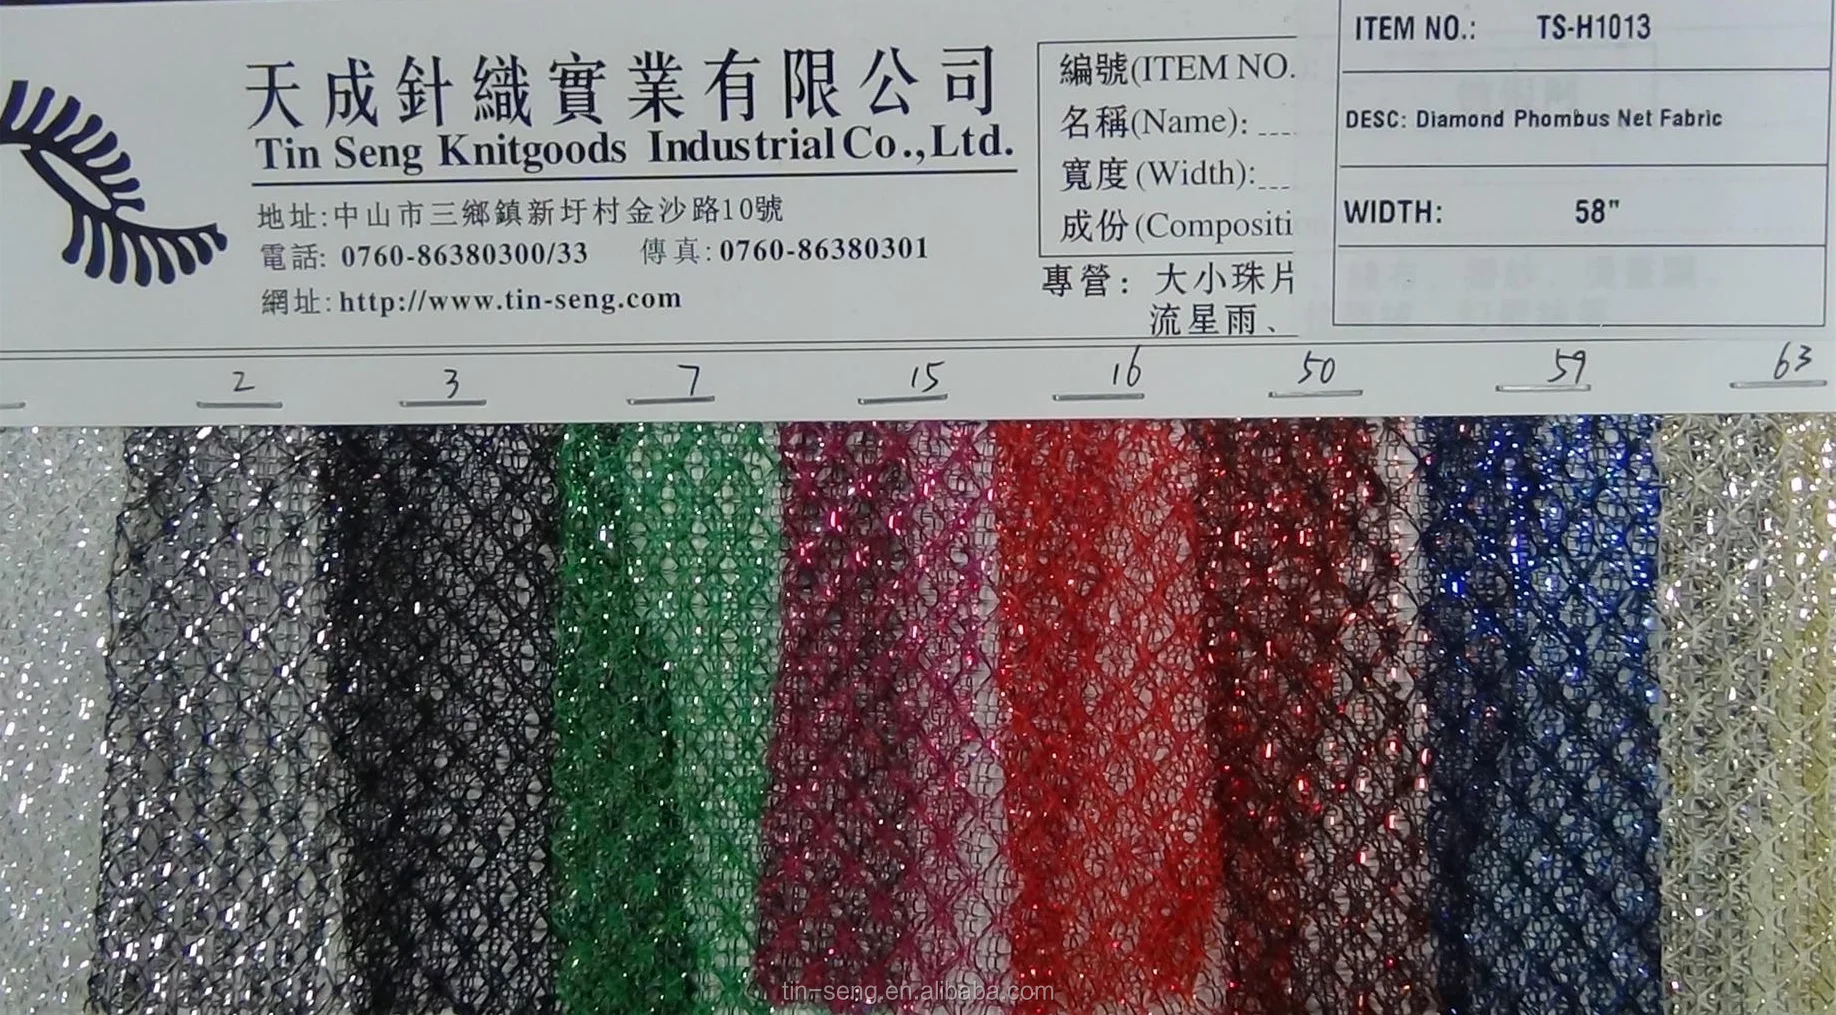 天成針織實業有限公司
Tin Seng Knitgoods Industrial Co.,Ltd.
地址:中山市三鄉鎮新圩村金沙路10號
電話: 0760-86380300/33 傳真:0760-86380301
網址:http://www.tin-seng.com
編號(ITEM NO.
名稱(Name):
寬度(Width):
成份(Compositi
專營: 大小珠片
流星雨、
ITEM NO.: TS-H1013
DESC: Diamond Phombus Net Fabric
WIDTH: 58"
2 3 7 15 16 50 59 63
tin-seng.en.alibaba.com